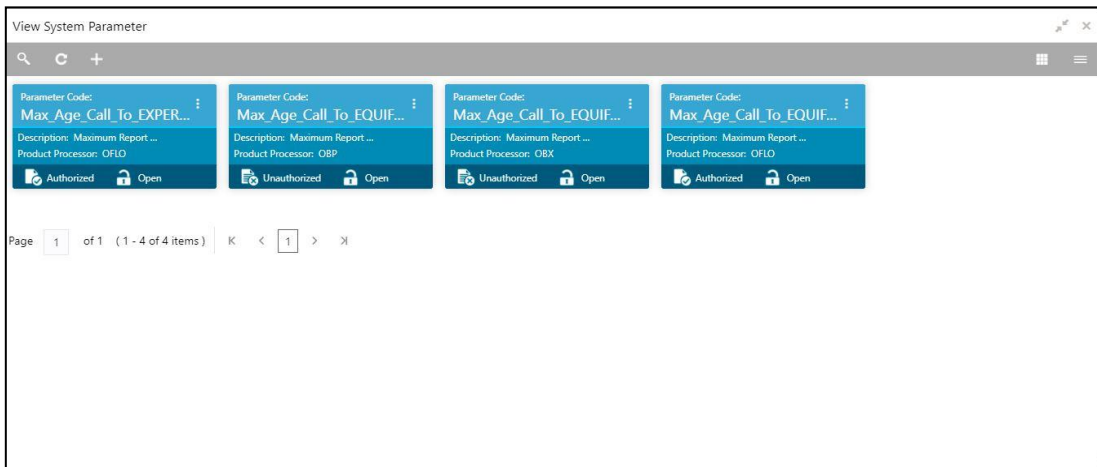 View System Parameter
Parameter Code:
Max_Age_Call_To_EXPER...
Description: Maximum Report ...
Product Processor: OFLO
Authorized Open
Parameter Code:
Max_Age_Call_To_EQUIF...
Description: Maximum Report ...
Product Processor: OBP
Unauthorized Open
Parameter Code:
Max_Age_Call_To_EQUIF...
Description: Maximum Report ...
Product Processor: OBX
Unauthorized Open
Parameter Code:
Max_Age_Call_To_EQUIF...
Description: Maximum Report ...
Product Processor: OFLO
Authorized Open
Page 1 of 1 ( 1 - 4 of 4 items ) 1